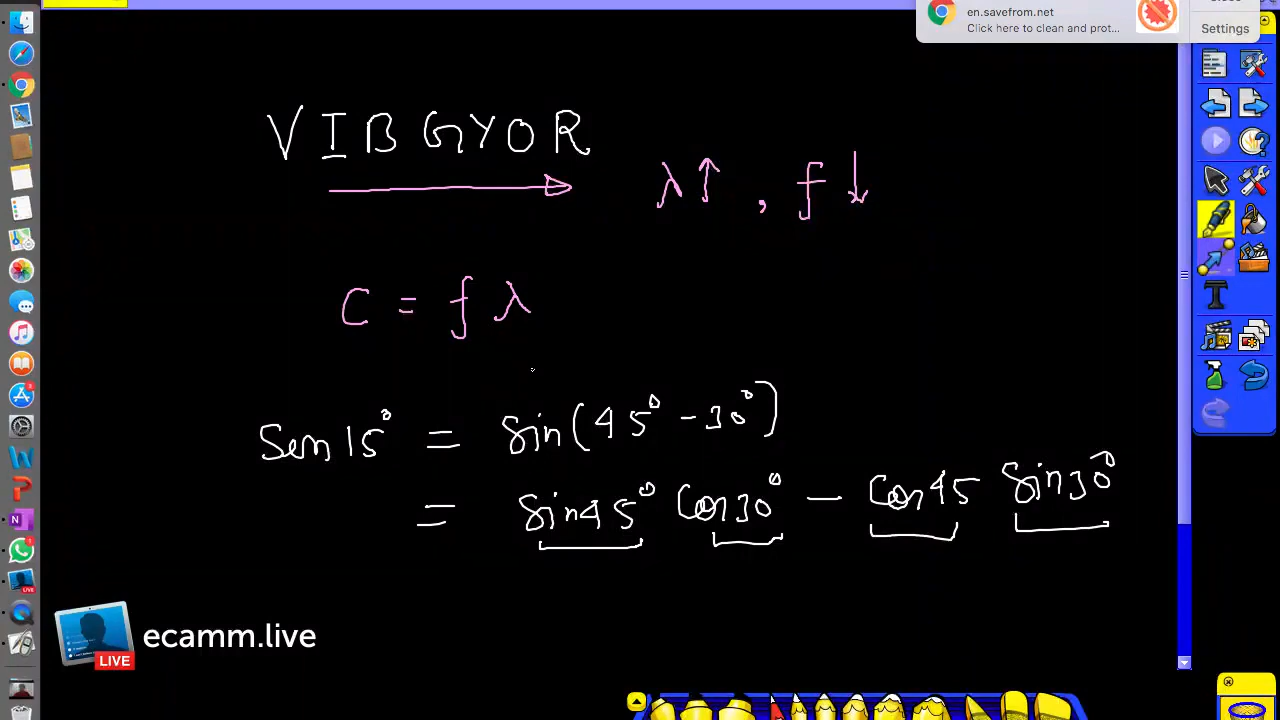 en.savefrom.net
Click here to clean and prot...
Settings
VIBGYOR
λ↑, f↓
C = fλ
Sin 15° = Sin(45° - 30°)
= Sin45° Cos30° - Cos45 Sin30°
LIVE
ecamm.live